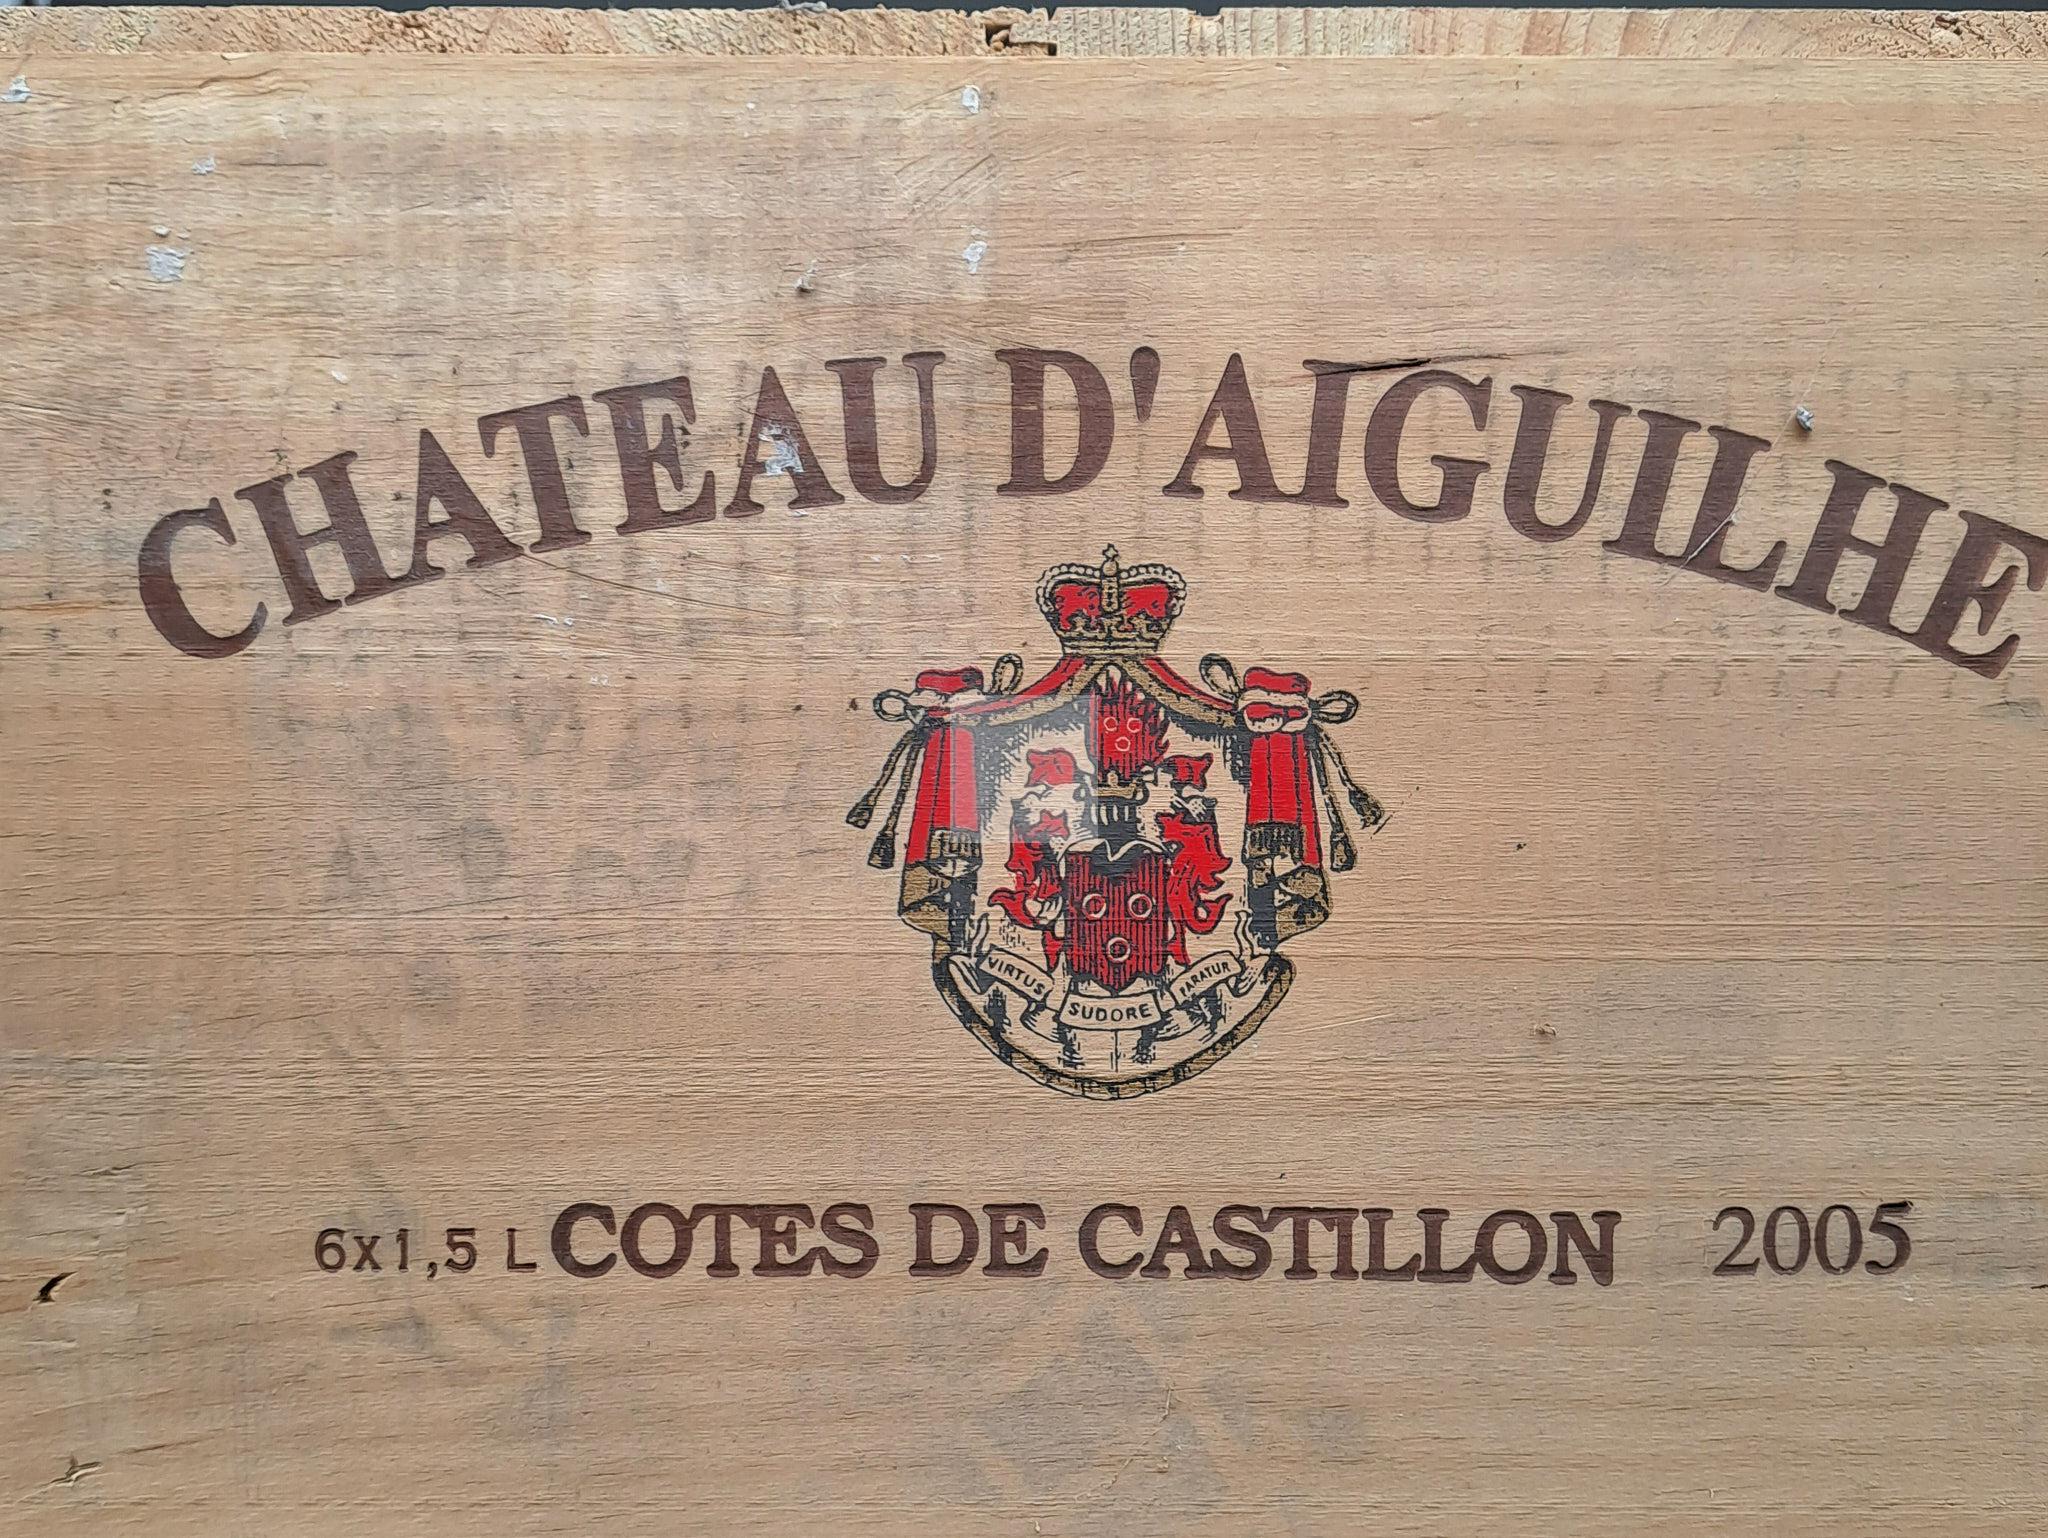 CHATEAU D'AIGUILHE
VIRTUS SUDORE PARATUR
6x1,5 L COTES DE CASTILLON 2005